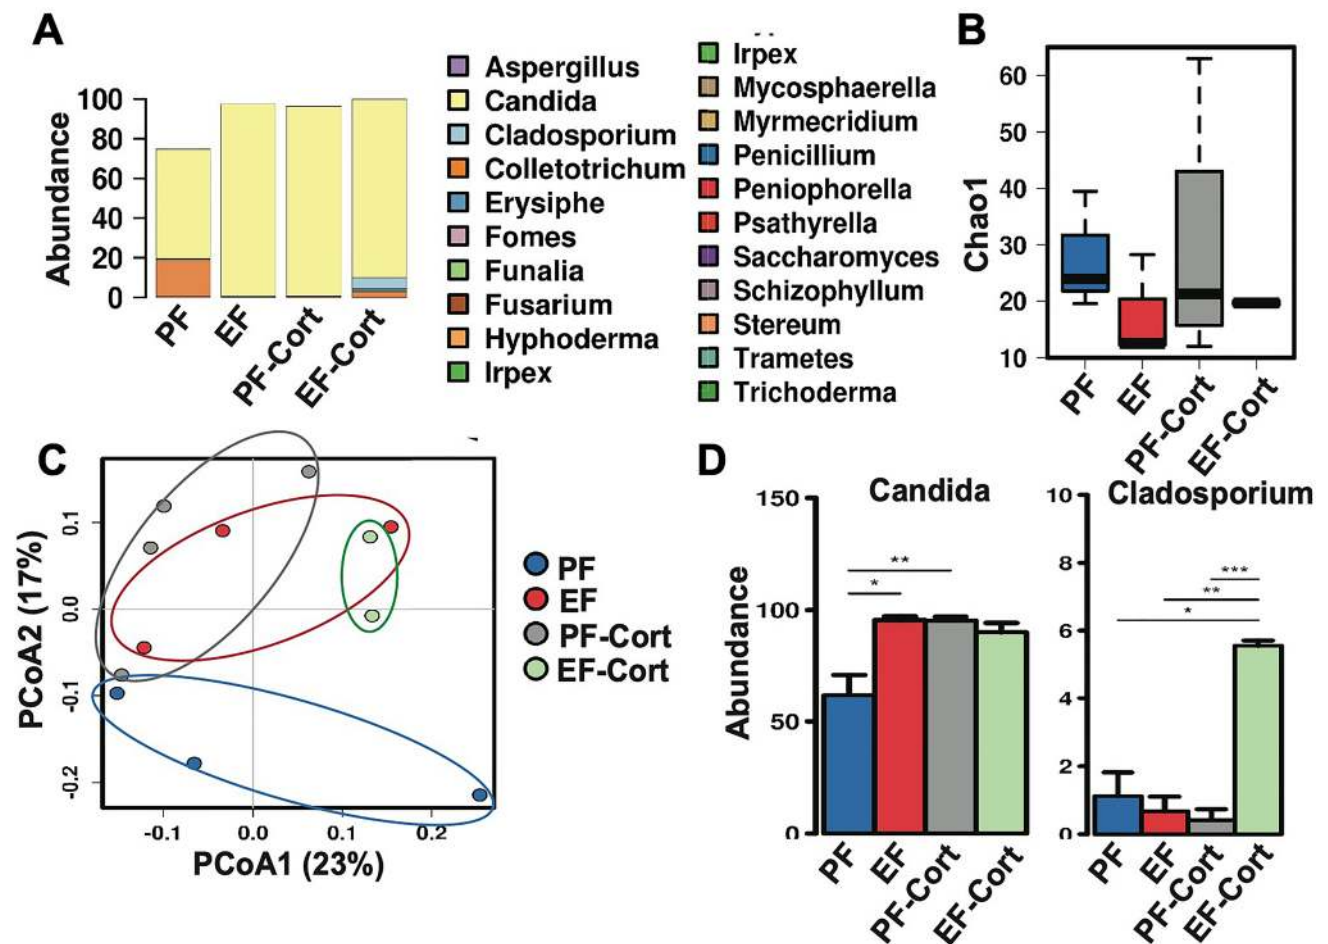 A
Abundance
100
80
60
40
20
0
PF
EF
PF-Cort
EF-Cort
Aspergillus
Candida
Cladosporium
Colletotrichum
Erysiphe
Fomes
Funalia
Fusarium
Hyphoderma
Irpex
Irpex
Mycosphaerella
Myrmecridium
Penicillium
Peniophorella
Psathyrella
Saccharomyces
Schizophyllum
Stereum
Trametes
Trichoderma
B
Chao1
60
50
40
30
20
10
PF
EF
PF-Cort
EF-Cort
C
PCoA2 (17%)
0.1
0.0
-0.1
-0.2
-0.1
0.0
0.1
0.2
PCoA1 (23%)
PF
EF
PF-Cort
EF-Cort
D
Candida
Abundance
150
100
50
0
**
*
PF
EF
PF-Cort
EF-Cort
Cladosporium
10
8
6
4
2
0
***
**
*
PF
EF
PF-Cort
EF-Cort